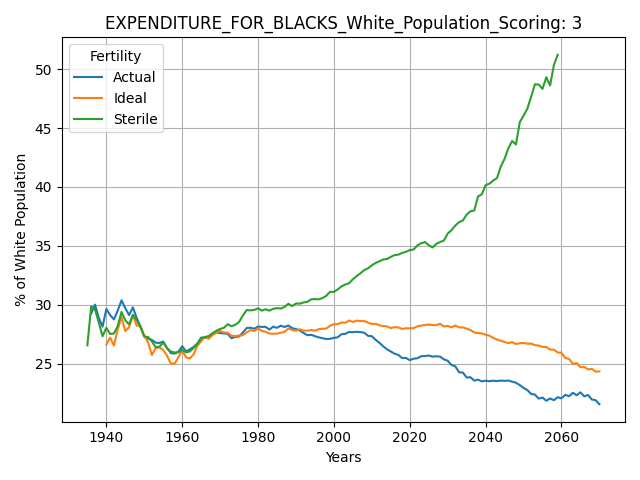 EXPENDITURE_FOR_BLACKS_White_Population_Scoring: 3
Fertility
Actual
Ideal
Sterile
% of White Population
50
45
40
35
30
25
1940 1960 1980 2000 2020 2040 2060
Years